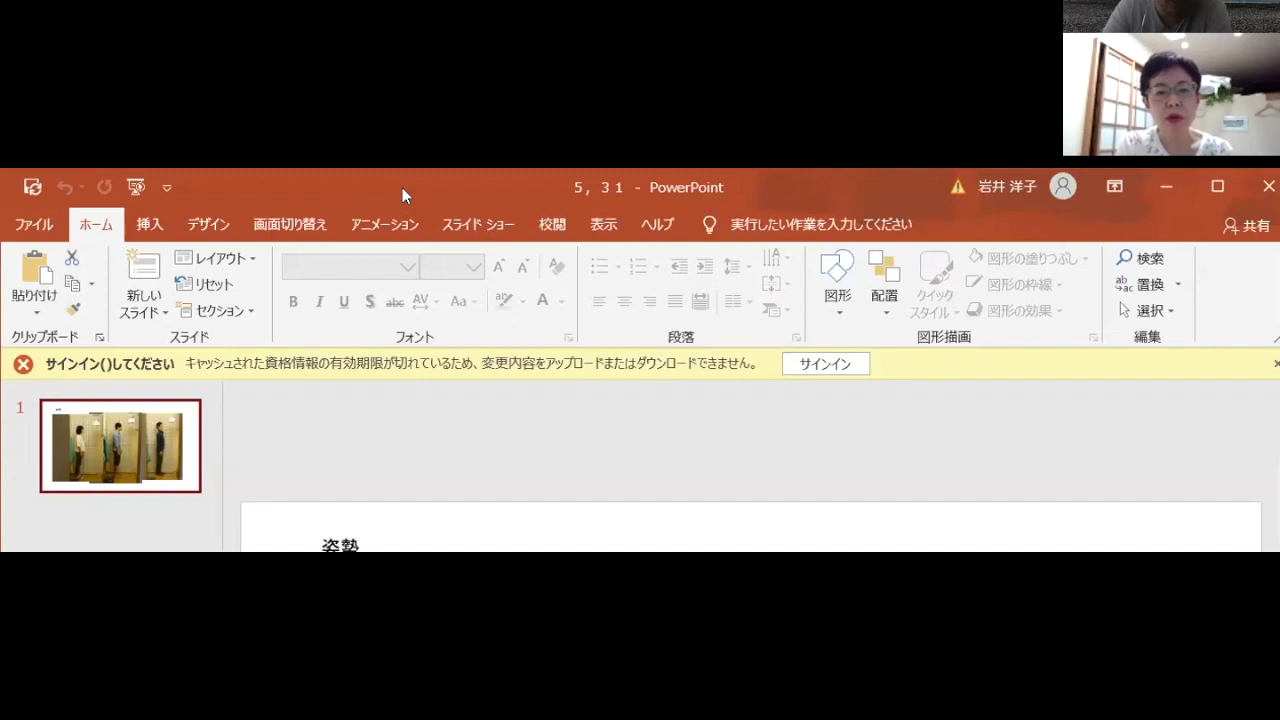 5, 31 - PowerPoint
岩井 洋子
ファイル ホーム 挿入 デザイン 画面切り替え アニメーション スライド ショー 校閲 表示 ヘルプ 実行したい作業を入力してください 共有
貼り付け
クリップボード
新しい
スライド
レイアウト
リセット
セクション
スライド
B I U S abc AV Aa A
フォント
段落
図形
配置
クイック
スタイル
図形の塗りつぶし
図形の枠線
図形の効果
図形描画
検索
置換
選択
編集
サインイン()してください キャッシュされた資格情報の有効期限が切れているため、変更内容をアップロードまたはダウンロードできません。 サインイン
1
姿勢